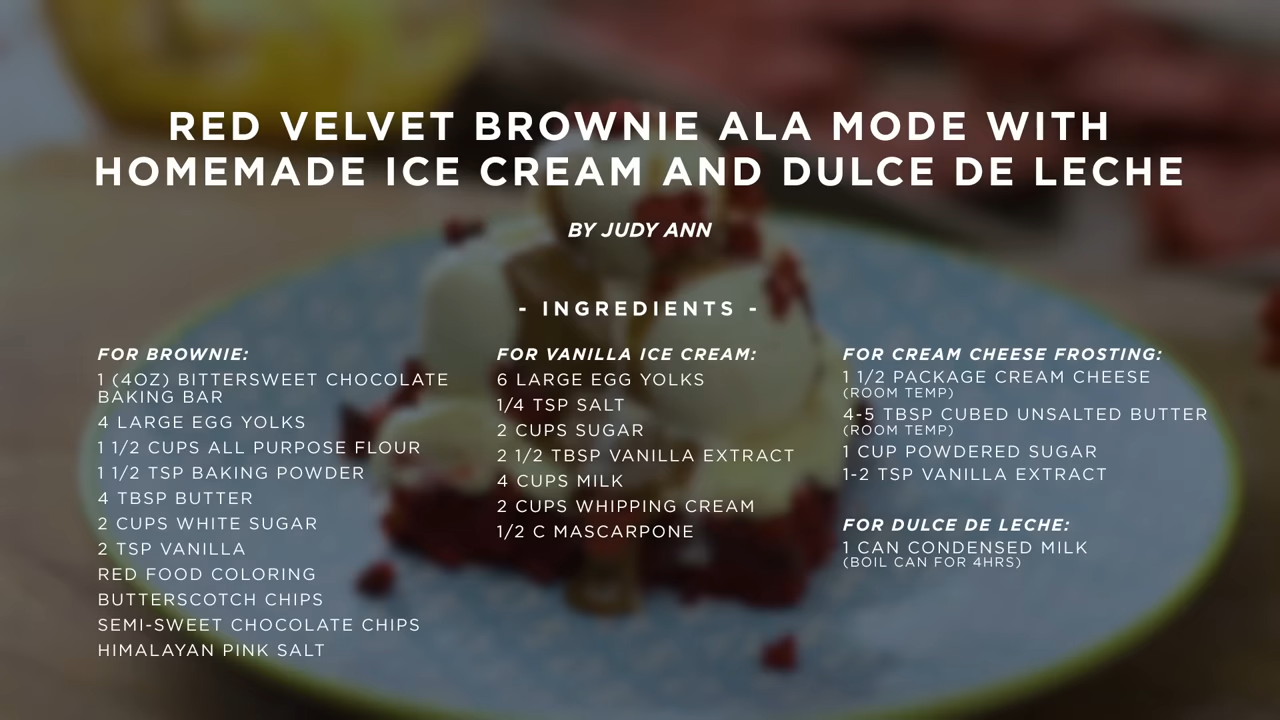 RED VELVET BROWNIE ALA MODE WITH
HOMEMADE ICE CREAM AND DULCE DE LECHE
BY JUDY ANN
- INGREDIENTS -
FOR BROWNIE:
1 (4OZ) BITTERSWEET CHOCOLATE
BAKING BAR
4 LARGE EGG YOLKS
1 1/2 CUPS ALL PURPOSE FLOUR
1 1/2 TSP BAKING POWDER
4 TBSP BUTTER
2 CUPS WHITE SUGAR
2 TSP VANILLA
RED FOOD COLORING
BUTTERSCOTCH CHIPS
SEMI-SWEET CHOCOLATE CHIPS
HIMALAYAN PINK SALT
FOR VANILLA ICE CREAM:
6 LARGE EGG YOLKS
1/4 TSP SALT
2 CUPS SUGAR
2 1/2 TBSP VANILLA EXTRACT
4 CUPS MILK
2 CUPS WHIPPING CREAM
1/2 C MASCARPONE
FOR CREAM CHEESE FROSTING:
1 1/2 PACKAGE CREAM CHEESE
(ROOM TEMP)
4-5 TBSP CUBED UNSALTED BUTTER
(ROOM TEMP)
1 CUP POWDERED SUGAR
1-2 TSP VANILLA EXTRACT
FOR DULCE DE LECHE:
1 CAN CONDENSED MILK
(BOIL CAN FOR 4HRS)